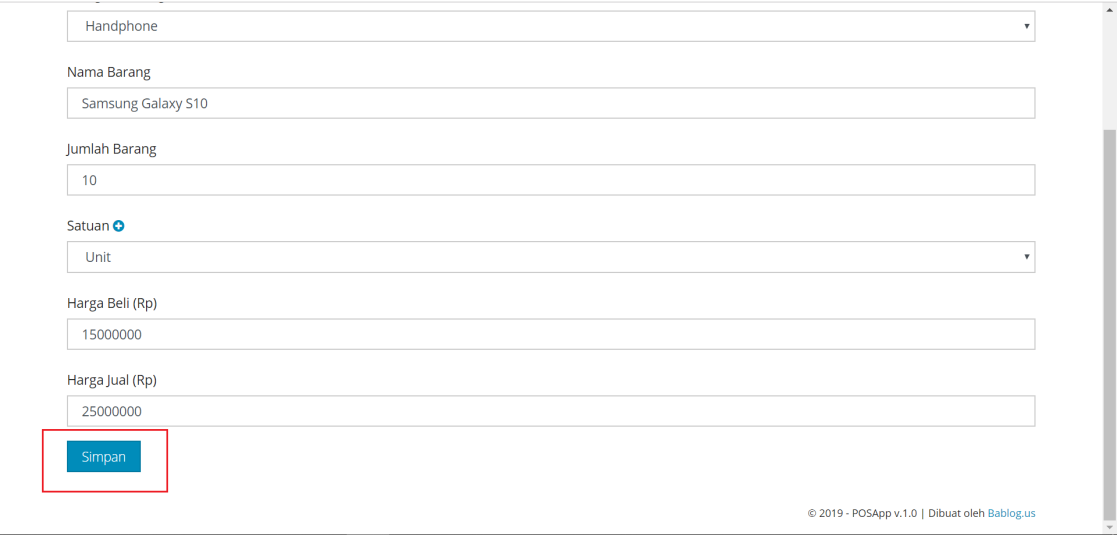 Handphone
Nama Barang
Samsung Galaxy S10
Jumlah Barang
10
Satuan
Unit
Harga Beli (Rp)
15000000
Harga Jual (Rp)
25000000
Simpan
© 2019 - POSApp v.1.0 | Dibuat oleh Bablog.us